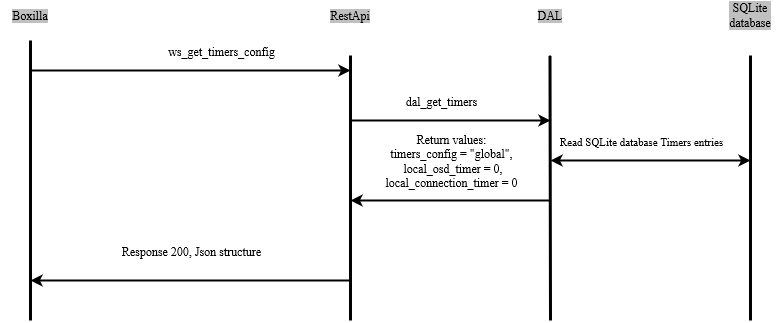 Boxilla
RestApi
DAL
SQLite
database
ws_get_timers_config
dal_get_timers
Return values:
timers_config = "global",
local_osd_timer = 0,
local_connection_timer = 0
Read SQLite database Timers entries
Response 200, Json structure